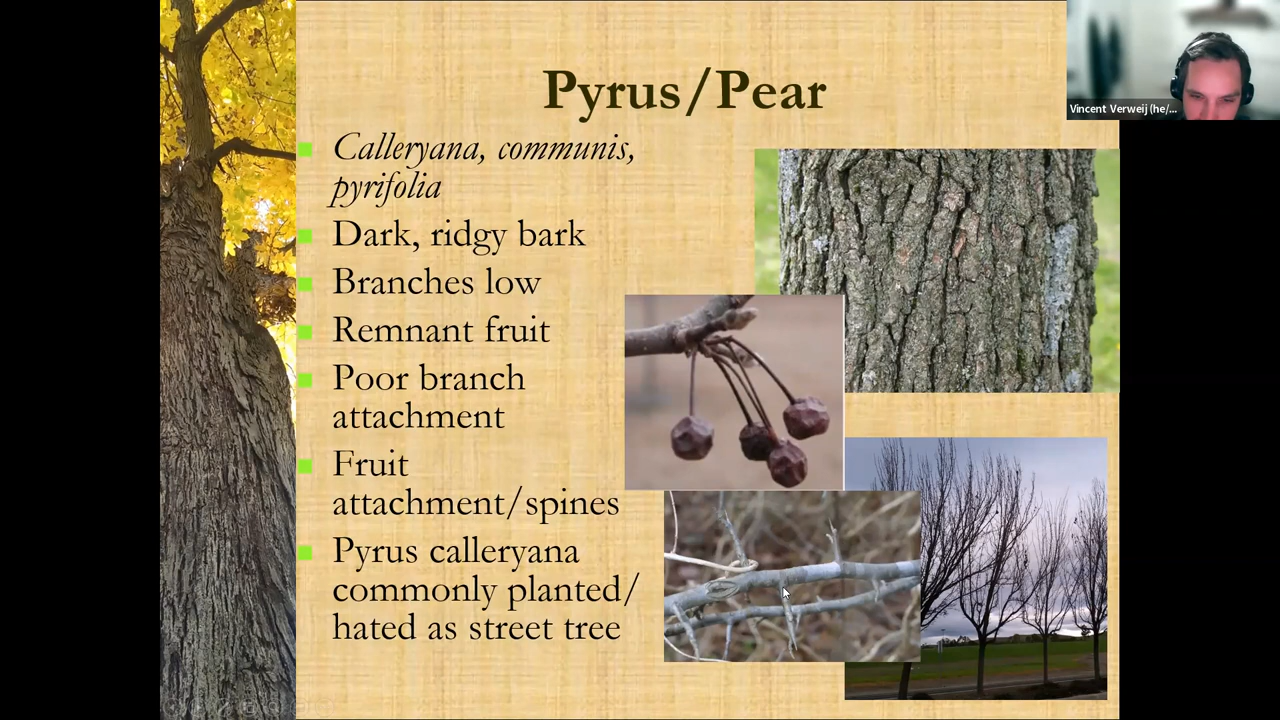 Pyrus/Pear
Vincent Verweij (he/...
Calleryana, communis,
pyrifolia
Dark, ridgy bark
Branches low
Remnant fruit
Poor branch
attachment
Fruit
attachment/spines
Pyrus calleryana
commonly planted/
hated as street tree